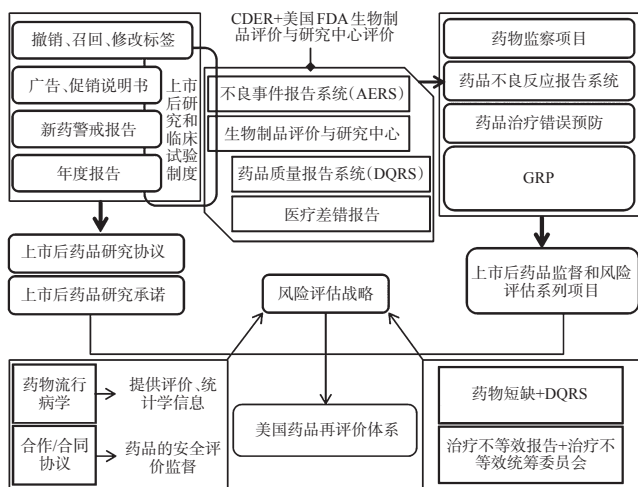 CDER+美国FDA生物制
品评价与研究中心评价
撤销、召回、修改标签
广告、促销说明书
新药警戒报告
年度报告
上市
后研
究和
临床
试验
制度
不良事件报告系统(AERS)
生物制品评价与研究中心
药品质量报告系统(DQRS)
医疗差错报告
药物监察项目
药品不良反应报告系统
药品治疗错误预防
GRP
上市后药品研究协议
上市后药品研究承诺
风险评估战略
上市后药品监督和风险
评估系列项目
药物流行
病学
提供评价、统
计学信息
合作/合同
协议
药品的安全评
价监督
美国药品再评价体系
药物短缺+DQRS
治疗不等效报告+治疗不
等效统筹委员会